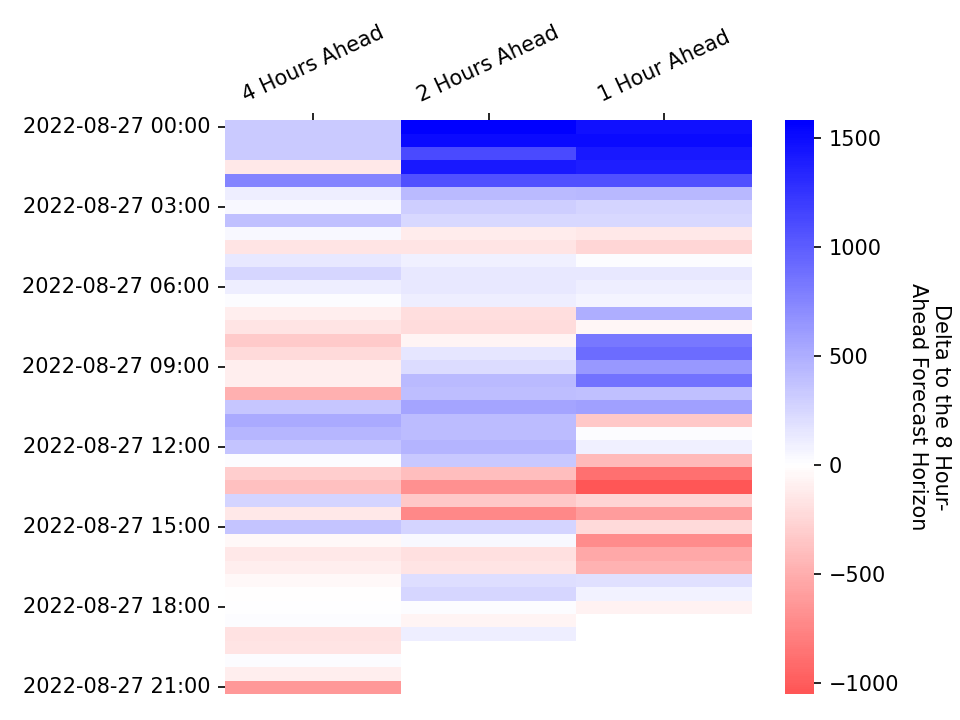 4 Hours Ahead
2 Hours Ahead
1 Hour Ahead
2022-08-27 00:00
2022-08-27 03:00
2022-08-27 06:00
2022-08-27 09:00
2022-08-27 12:00
2022-08-27 15:00
2022-08-27 18:00
2022-08-27 21:00
1500
1000
500
0
−500
−1000
Delta to the 8 Hour-
Ahead Forecast Horizon